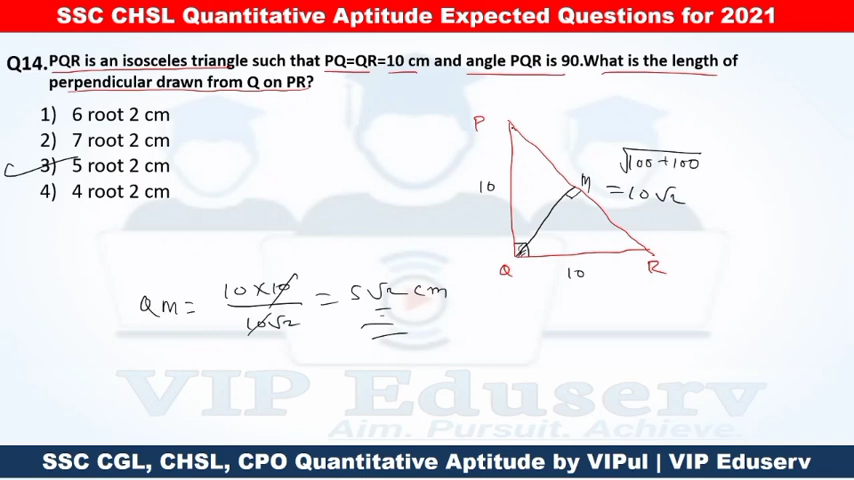 SSC CHSL Quantitative Aptitude Expected Questions for 2021
Q14. PQR is an isosceles triangle such that PQ=QR=10 cm and angle PQR is 90.What is the length of
perpendicular drawn from Q on PR?
1) 6 root 2 cm
2) 7 root 2 cm
3) 5 root 2 cm
4) 4 root 2 cm
P
10
M
√100+100
= 10√2
Q
10
R
QM = 10×10 / 10√2 = 5√2 cm
VIP Eduserv
Aim. Pursuit. Achieve.
SSC CGL, CHSL, CPO Quantitative Aptitude by VIPul | VIP Eduserv